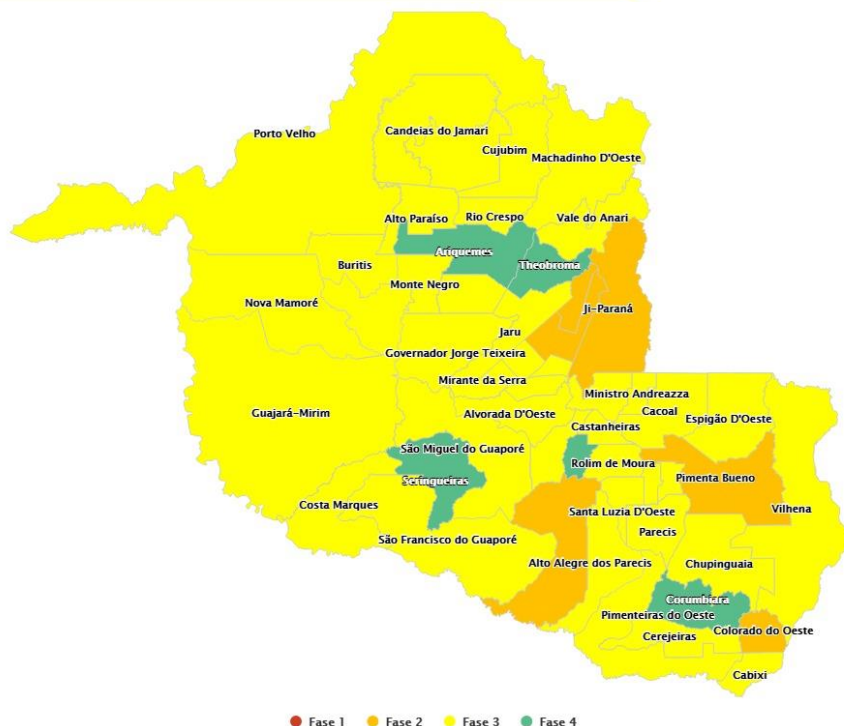 Porto Velho
Candeias do Jamari
Cujubim
Machadinho D'Oeste
Alto Paraíso
Rio Crespo
Vale do Anari
Ariquemes
Theobroma
Buritis
Monte Negro
Nova Mamoré
Ji-Paraná
Jaru
Governador Jorge Teixeira
Mirante da Serra
Ministro Andreazza
Cacoal
Guajará-Mirim
Alvorada D'Oeste
Espigão D'Oeste
Castanheiras
São Miguel do Guaporé
Rolim de Moura
Seringueiras
Pimenta Bueno
Costa Marques
Santa Luzia D'Oeste
Vilhena
Parecis
São Francisco do Guaporé
Alto Alegre dos Parecis
Chupinguaia
Corumbiara
Pimenteiras do Oeste
Colorado do Oeste
Cerejeiras
Cabixi
Fase 1 Fase 2 Fase 3 Fase 4